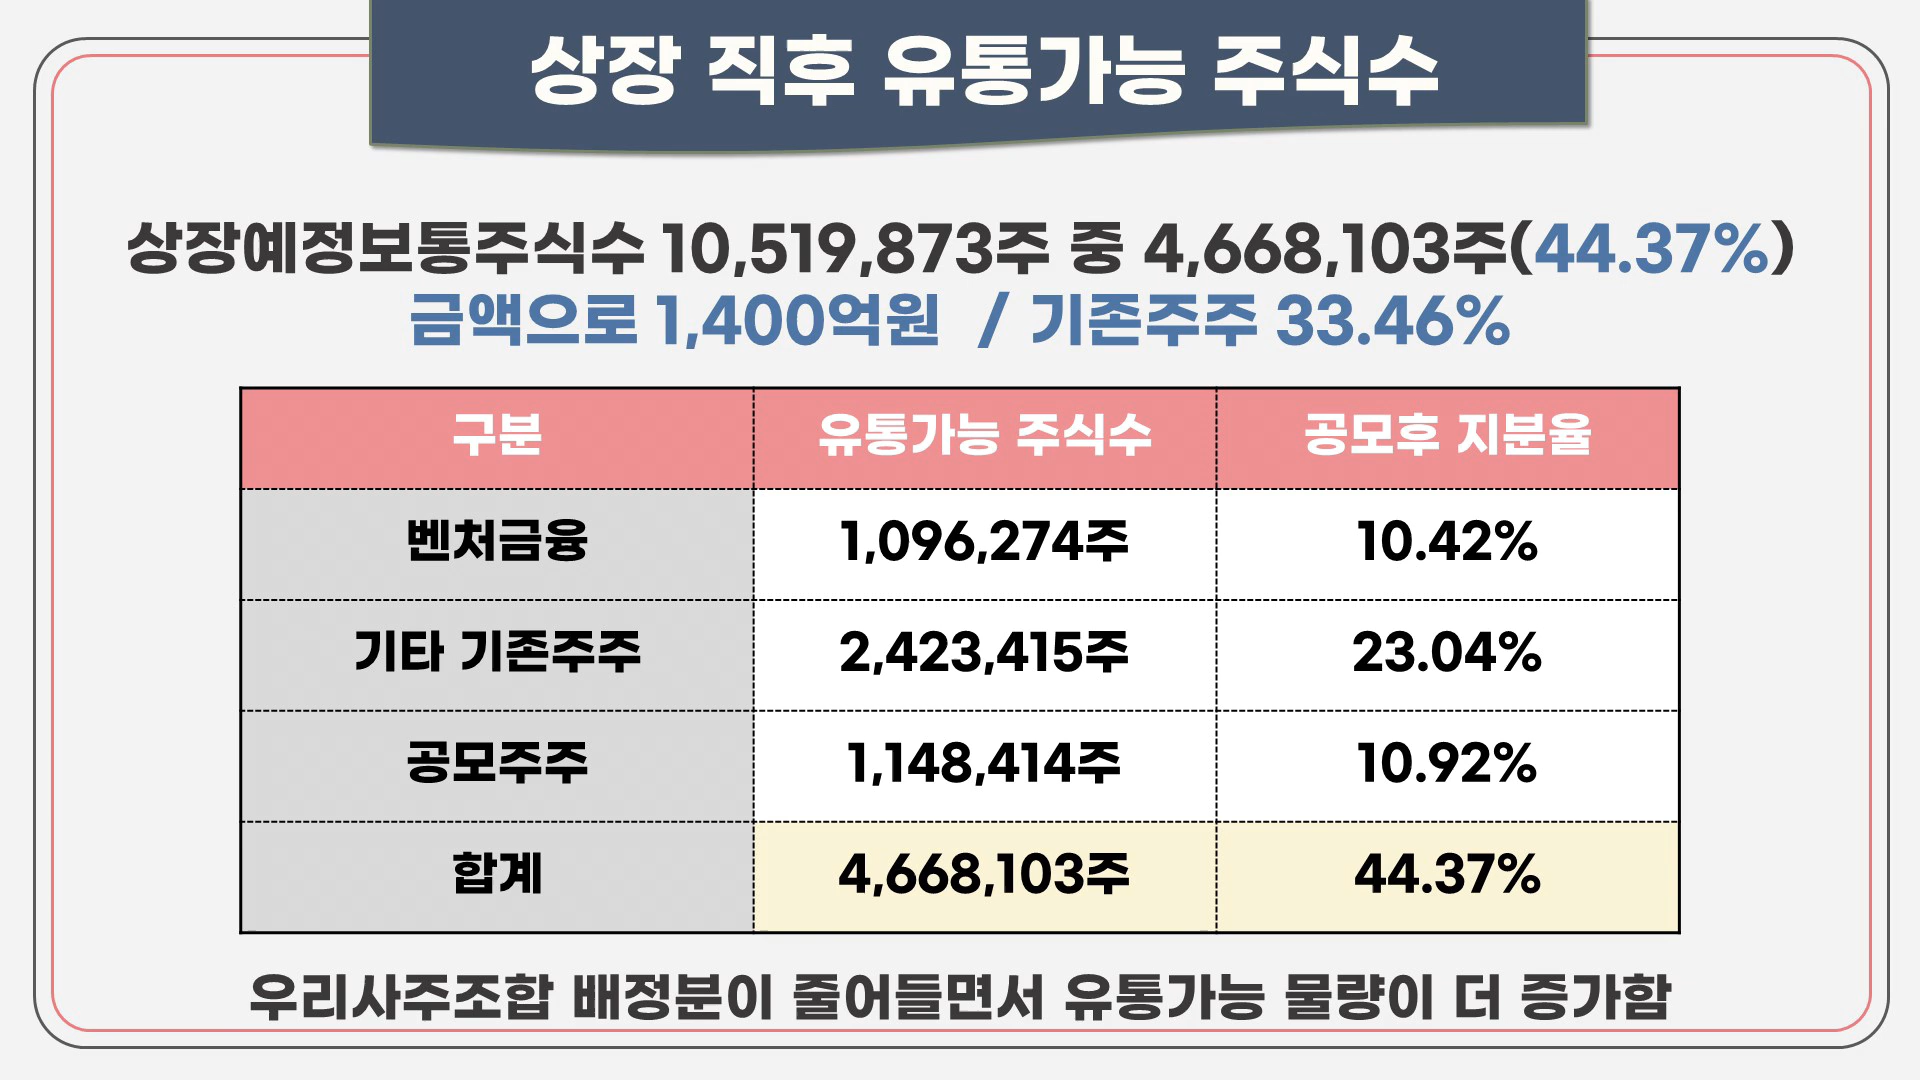 상장 직후 유통가능 주식수
상장예정보통주식수 10,519,873주 중 4,668,103주(44.37%)
금액으로 1,400억원 / 기존주주 33.46%
구분 유통가능 주식수 공모후 지분율
벤처금융 1,096,274주 10.42%
기타 기존주주 2,423,415주 23.04%
공모주주 1,148,414주 10.92%
합계 4,668,103주 44.37%
우리사주조합 배정분이 줄어들면서 유통가능 물량이 더 증가함